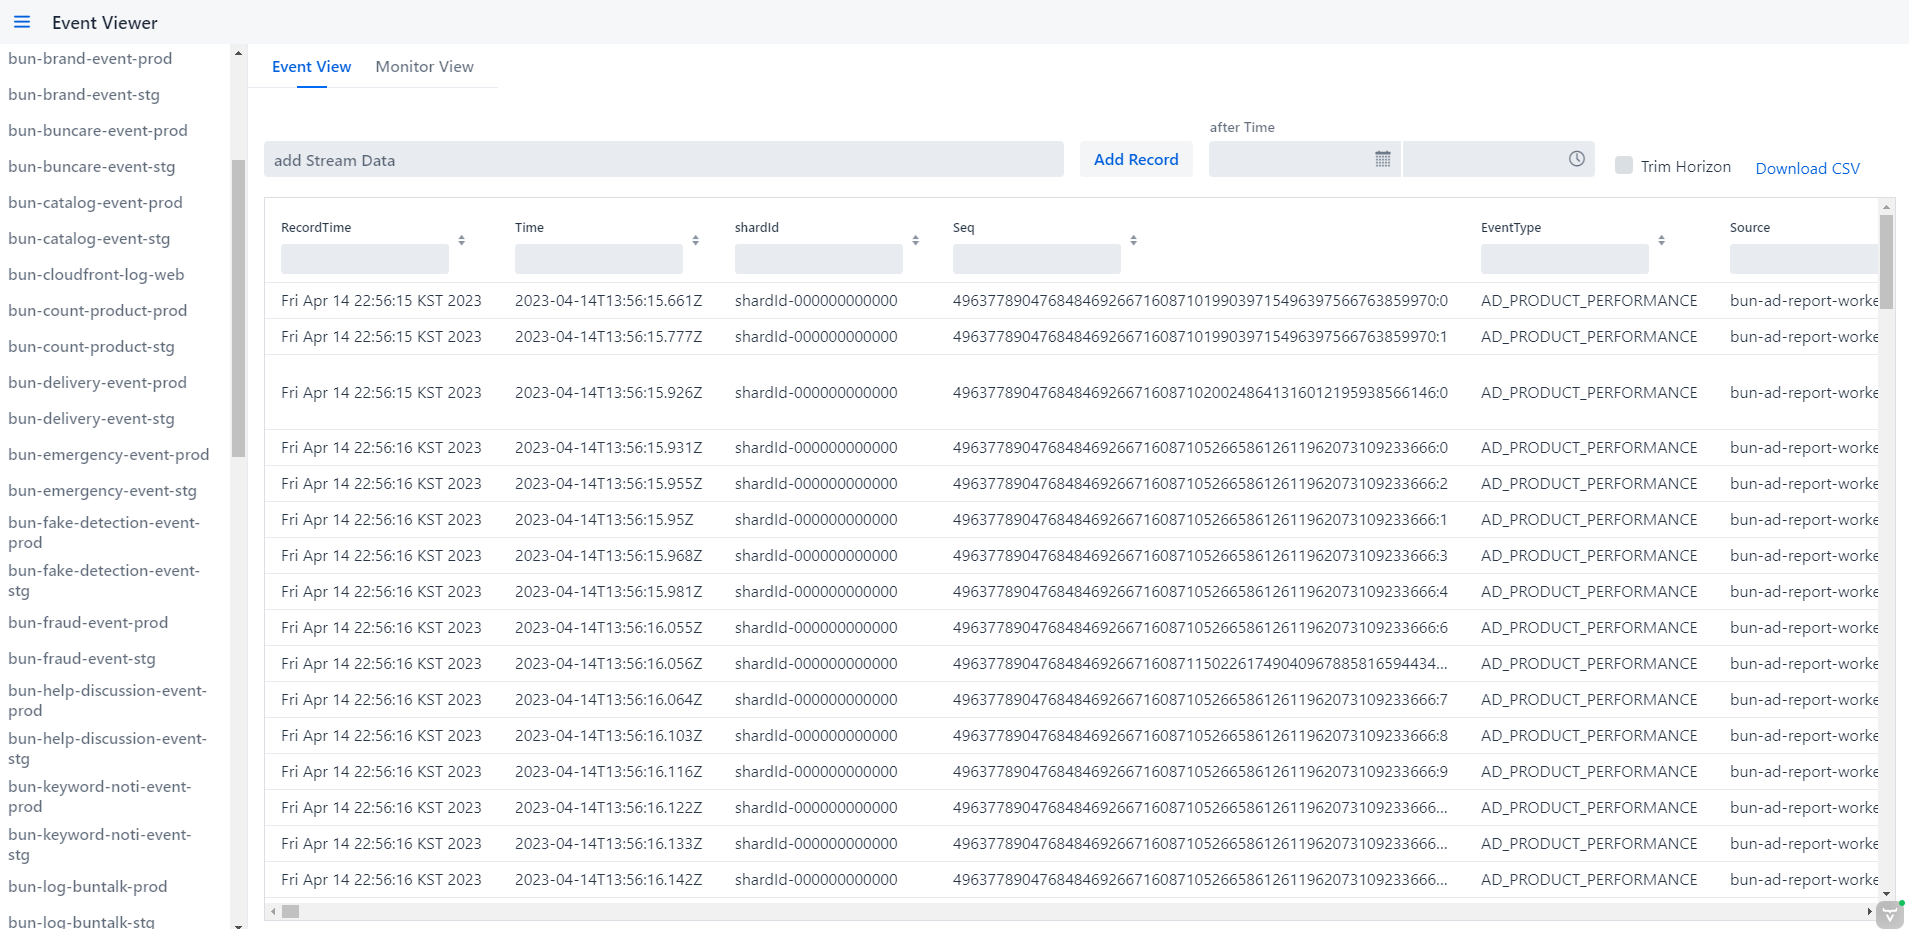 Event Viewer
bun-brand-event-prod
bun-brand-event-stg
bun-buncare-event-prod
bun-buncare-event-stg
bun-catalog-event-prod
bun-catalog-event-stg
bun-cloudfront-log-web
bun-count-product-prod
bun-count-product-stg
bun-delivery-event-prod
bun-delivery-event-stg
bun-emergency-event-prod
bun-emergency-event-stg
bun-fake-detection-event-
prod
bun-fake-detection-event-
stg
bun-fraud-event-prod
bun-fraud-event-stg
bun-help-discussion-event-
prod
bun-help-discussion-event-
stg
bun-keyword-noti-event-
prod
bun-keyword-noti-event-
stg
bun-log-buntalk-prod
bun-log-buntalk-stg
Event View Monitor View
after Time
add Stream Data Add Record Trim Horizon Download CSV
RecordTime Time shardId Seq EventType Source
Fri Apr 14 22:56:15 KST 2023 2023-04-14T13:56:15.661Z shardId-000000000000 49637789047684846926671608710199039715496397566763859970:0 AD_PRODUCT_PERFORMANCE bun-ad-report-worke
Fri Apr 14 22:56:15 KST 2023 2023-04-14T13:56:15.777Z shardId-000000000000 49637789047684846926671608710199039715496397566763859970:1 AD_PRODUCT_PERFORMANCE bun-ad-report-worke
Fri Apr 14 22:56:15 KST 2023 2023-04-14T13:56:15.926Z shardId-000000000000 49637789047684846926671608710200248641316012195938566146:0 AD_PRODUCT_PERFORMANCE bun-ad-report-worke
Fri Apr 14 22:56:16 KST 2023 2023-04-14T13:56:15.931Z shardId-000000000000 49637789047684846926671608710526658612611962073109233666:0 AD_PRODUCT_PERFORMANCE bun-ad-report-worke
Fri Apr 14 22:56:16 KST 2023 2023-04-14T13:56:15.955Z shardId-000000000000 49637789047684846926671608710526658612611962073109233666:2 AD_PRODUCT_PERFORMANCE bun-ad-report-worke
Fri Apr 14 22:56:16 KST 2023 2023-04-14T13:56:15.95Z shardId-000000000000 49637789047684846926671608710526658612611962073109233666:1 AD_PRODUCT_PERFORMANCE bun-ad-report-worke
Fri Apr 14 22:56:16 KST 2023 2023-04-14T13:56:15.968Z shardId-000000000000 49637789047684846926671608710526658612611962073109233666:3 AD_PRODUCT_PERFORMANCE bun-ad-report-worke
Fri Apr 14 22:56:16 KST 2023 2023-04-14T13:56:15.981Z shardId-000000000000 49637789047684846926671608710526658612611962073109233666:4 AD_PRODUCT_PERFORMANCE bun-ad-report-worke
Fri Apr 14 22:56:16 KST 2023 2023-04-14T13:56:16.055Z shardId-000000000000 49637789047684846926671608710526658612611962073109233666:6 AD_PRODUCT_PERFORMANCE bun-ad-report-worke
Fri Apr 14 22:56:16 KST 2023 2023-04-14T13:56:16.056Z shardId-000000000000 49637789047684846926671608711502261749040967885816594434... AD_PRODUCT_PERFORMANCE bun-ad-report-worke
Fri Apr 14 22:56:16 KST 2023 2023-04-14T13:56:16.064Z shardId-000000000000 49637789047684846926671608710526658612611962073109233666:7 AD_PRODUCT_PERFORMANCE bun-ad-report-worke
Fri Apr 14 22:56:16 KST 2023 2023-04-14T13:56:16.103Z shardId-000000000000 49637789047684846926671608710526658612611962073109233666:8 AD_PRODUCT_PERFORMANCE bun-ad-report-worke
Fri Apr 14 22:56:16 KST 2023 2023-04-14T13:56:16.116Z shardId-000000000000 49637789047684846926671608710526658612611962073109233666:9 AD_PRODUCT_PERFORMANCE bun-ad-report-worke
Fri Apr 14 22:56:16 KST 2023 2023-04-14T13:56:16.122Z shardId-000000000000 49637789047684846926671608710526658612611962073109233666... AD_PRODUCT_PERFORMANCE bun-ad-report-worke
Fri Apr 14 22:56:16 KST 2023 2023-04-14T13:56:16.133Z shardId-000000000000 49637789047684846926671608710526658612611962073109233666... AD_PRODUCT_PERFORMANCE bun-ad-report-worke
Fri Apr 14 22:56:16 KST 2023 2023-04-14T13:56:16.142Z shardId-000000000000 49637789047684846926671608710526658612611962073109233666... AD_PRODUCT_PERFORMANCE bun-ad-report-worke